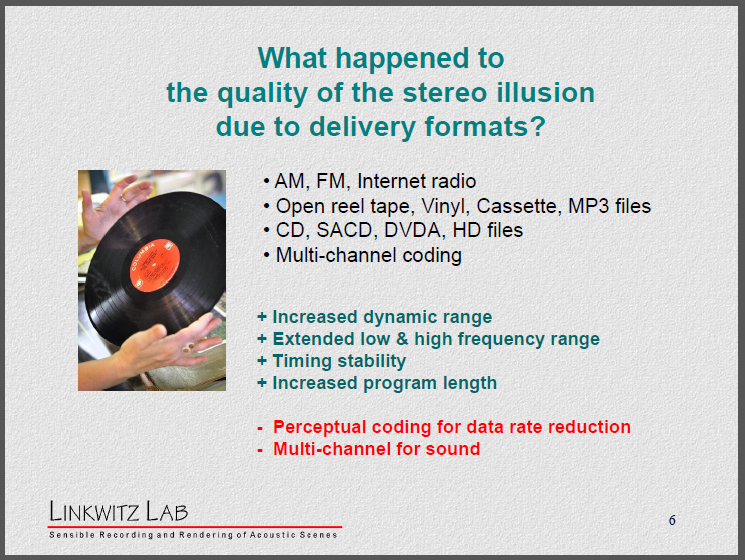 What happened to
the quality of the stereo illusion
due to delivery formats?
• AM, FM, Internet radio
• Open reel tape, Vinyl, Cassette, MP3 files
• CD, SACD, DVDA, HD files
• Multi-channel coding
COLUMBIA
+ Increased dynamic range
+ Extended low & high frequency range
+ Timing stability
+ Increased program length
- Perceptual coding for data rate reduction
- Multi-channel for sound
LINKWITZ LAB
Sensible Recording and Rendering of Acoustic Scenes
6